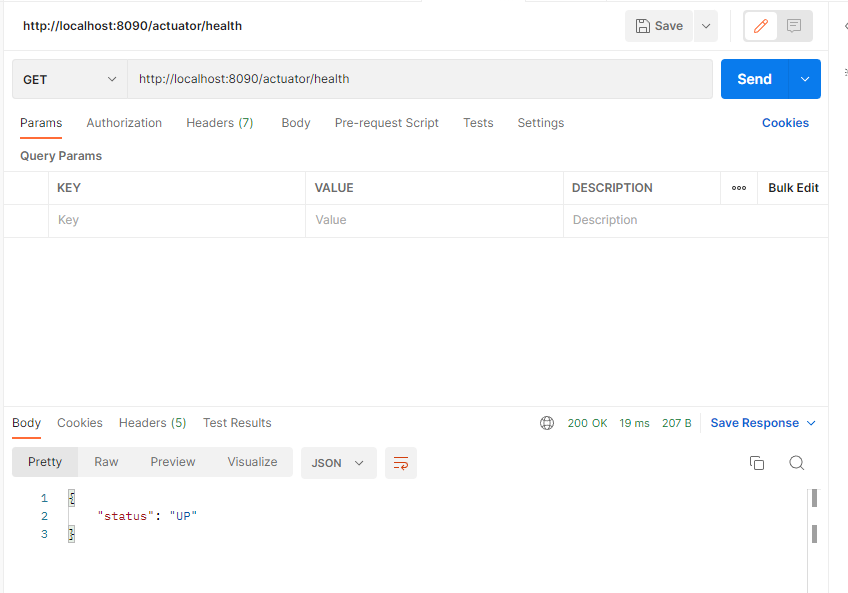 http://localhost:8090/actuator/health Save
GET http://localhost:8090/actuator/health Send
Params Authorization Headers (7) Body Pre-request Script Tests Settings Cookies
Query Params
KEY VALUE DESCRIPTION ooo Bulk Edit
Key Value Description
Body Cookies Headers (5) Test Results 200 OK 19 ms 207 B Save Response
Pretty Raw Preview Visualize JSON
1 {
2 "status": "UP"
3 }